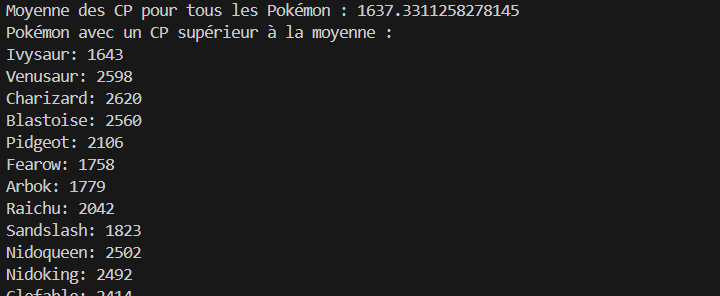 Moyenne des CP pour tous les Pokémon : 1637.3311258278145
Pokémon avec un CP supérieur à la moyenne :
Ivysaur: 1643
Venusaur: 2598
Charizard: 2620
Blastoise: 2560
Pidgeot: 2106
Fearow: 1758
Arbok: 1779
Raichu: 2042
Sandslash: 1823
Nidoqueen: 2502
Nidoking: 2492
Clefable: 2414